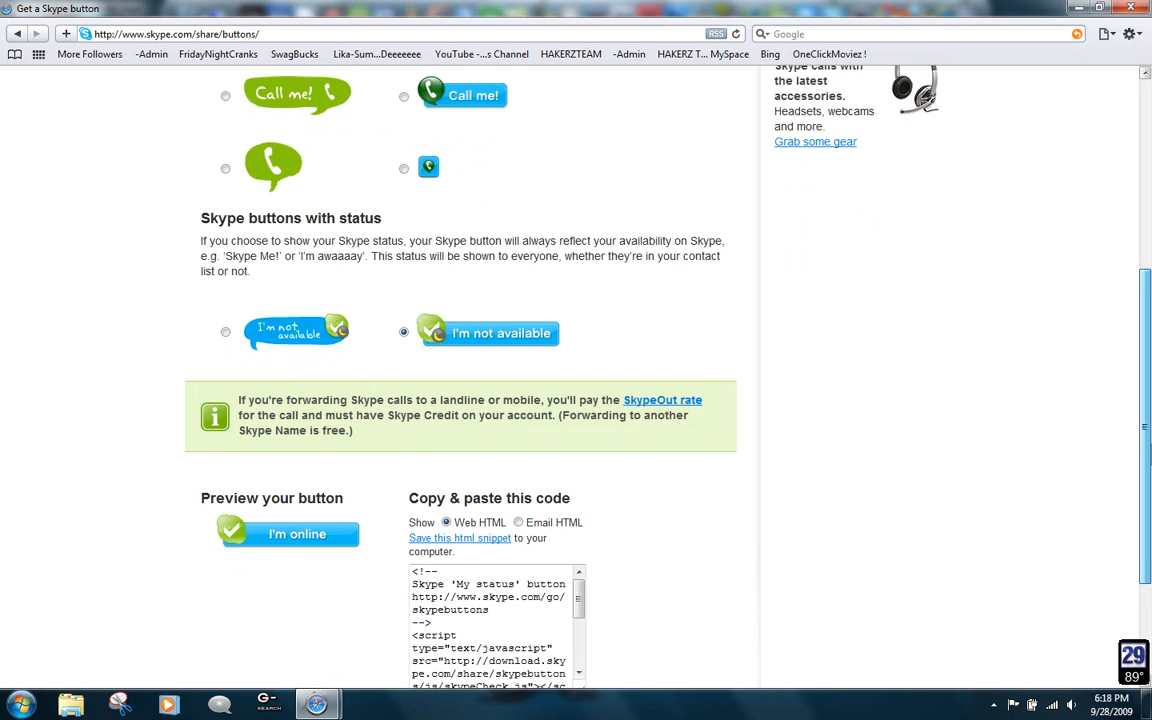 Get a Skype button
http://www.skype.com/share/buttons/
RSS
Google
More Followers
-Admin
FridayNightCranks
SwagBucks
Lika-Sum...Deeeeeee
YouTube -...s Channel
HAKERZTEAM
-Admin
HAKERZ T... MySpace
Bing
OneClickMoviez !
Call me!
Call me!
Skype calls with
the latest
accessories.
Headsets, webcams
and more.
Grab some gear
Skype buttons with status
If you choose to show your Skype status, your Skype button will always reflect your availability on Skype,
e.g. 'Skype Me!' or 'I'm awaaaay'. This status will be shown to everyone, whether they're in your contact
list or not.
I'm not
available
I'm not available
If you're forwarding Skype calls to a landline or mobile, you'll pay the SkypeOut rate
for the call and must have Skype Credit on your account. (Forwarding to another
Skype Name is free.)
Preview your button
I'm online
Copy & paste this code
Show Web HTML Email HTML
Save this html snippet to your
computer.
<!--
Skype 'My status' button
http://www.skype.com/go/
skypebuttons
-->
<script
type="text/javascript"
src="http://download.sky
pe.com/share/skypebutton
s/js/skypeCheck.js"></sc
29
89°
G-
SEARCH
6:18 PM
9/28/2009